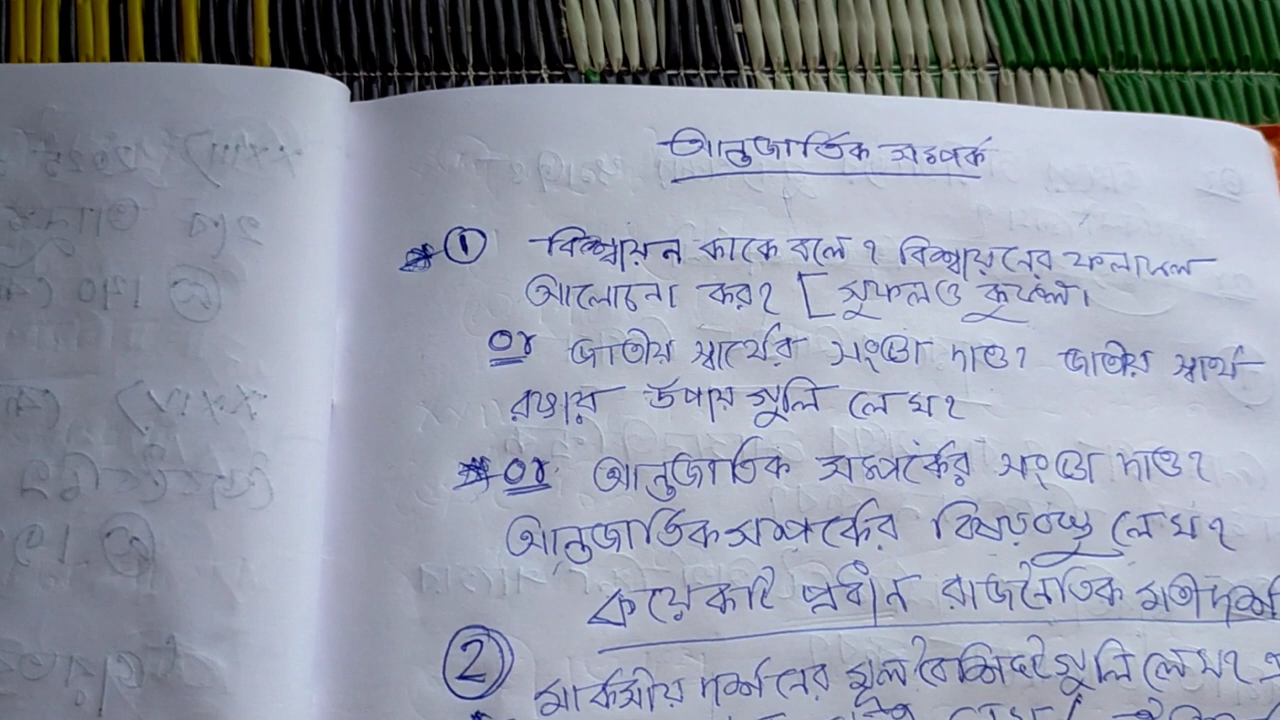 আন্তর্জাতিক সম্পর্ক
① বিশ্বায়ন কাকে বলে? বিশ্বায়নের ফলাফল
আলোচনা কর? [সুফল ও কুফল।
or জাতীয় স্বার্থের সংজ্ঞা দাও? জাতীয় স্বার্থ
রক্ষার উপায় গুলি লেখ?
or আন্তর্জাতিক সম্পর্কের সংজ্ঞা দাও?
আন্তর্জাতিক সম্পর্কের বিষয়বস্তু লেখ?
কয়েকটি প্রধান রাজনৈতিক মতাদর্শ
② মার্কসীয় দর্শনের মূল বৈশিষ্ট্য গুলি লেখ?